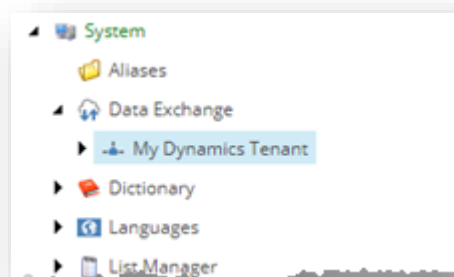 System
Aliases
Data Exchange
My Dynamics Tenant
Dictionary
Languages
List Manager